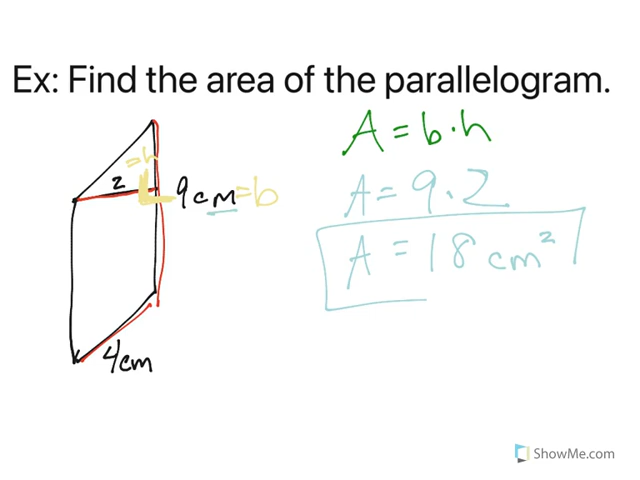 Ex: Find the area of the parallelogram.
A = b·h
=h
2
9cm=b
A = 9.2
A = 18 cm²
4cm
ShowMe.com